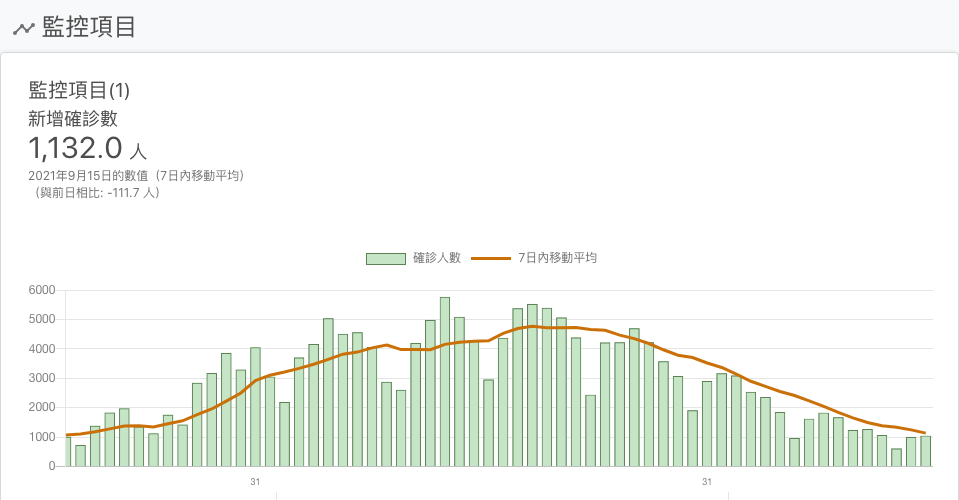 監控項目
監控項目(1)
新增確診數
1,132.0 人
2021年9月15日的數值（7日內移動平均）
（與前日相比: -111.7 人）
確診人數 7日內移動平均
6000
5000
4000
3000
2000
1000
0
31 31